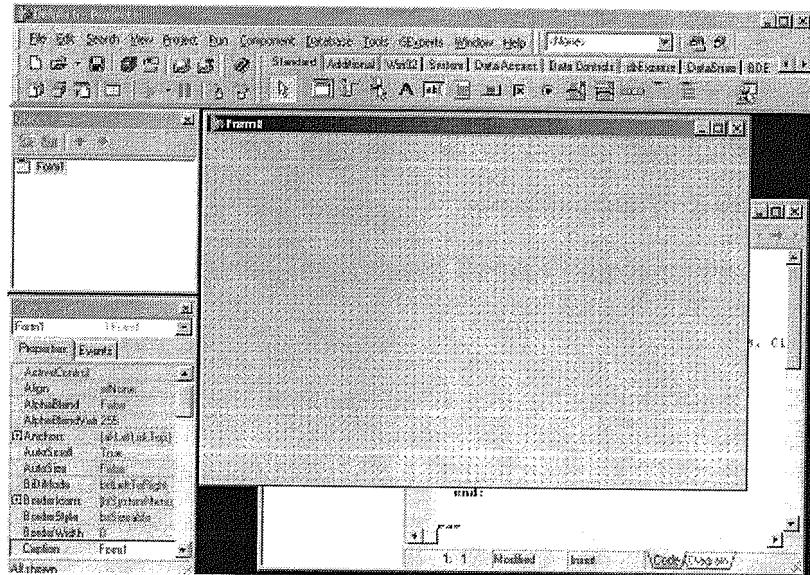 File Edit Search View Project Run Component Database Tools GExperts Window Help <None>
Standard Additional Win32 System Data Access Data Controls dbExpress DataSnap BDE
Form1
Form1
Form1 TForm1
Properties Events
ActiveControl
Align alNone
AlphaBlend False
AlphaBlendVal 255
Anchors [akLeft,akTop]
AutoScroll True
AutoSize False
BiDiMode bdLeftToRight
BorderIcons [biSystemMenu,
BorderStyle bsSizeable
BorderWidth 0
Caption Form1
All shown
s, Cl
end;
1: 1 Modified Insert Code Diagram